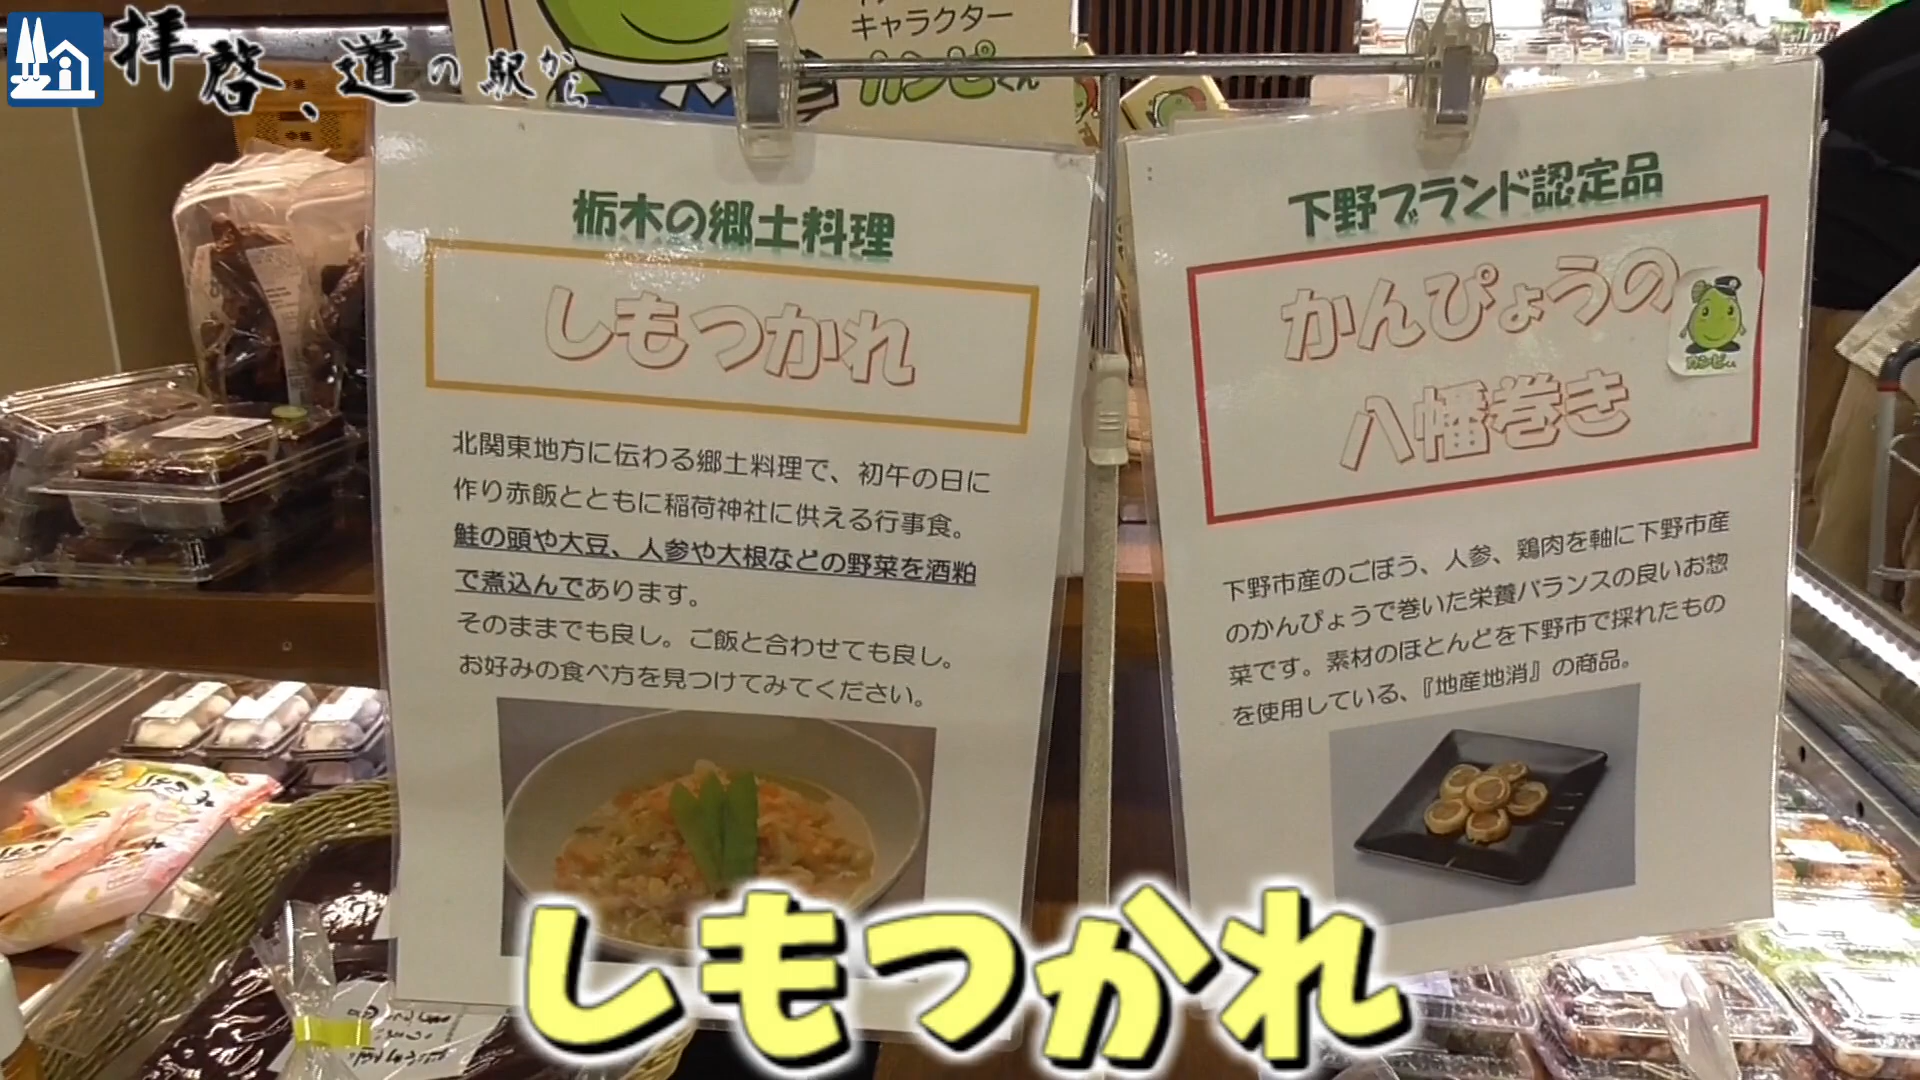 拝啓、道の駅から
キャラクター
カンピくん
栃木の郷土料理
しもつかれ
北関東地方に伝わる郷土料理で、初午の日に
作り赤飯とともに稲荷神社に供える行事食。
鮭の頭や大豆、人参や大根などの野菜を酒粕
で煮込んであります。
そのままでも良し。ご飯と合わせても良し。
お好みの食べ方を見つけてみてください。
下野ブランド認定品
かんぴょうの
八幡巻き
カンピくん
下野市産のごぼう、人参、鶏肉を軸に下野市産
のかんぴょうで巻いた栄養バランスの良いお惣
菜です。素材のほとんどを下野市で採れたもの
を使用している、『地産地消』の商品。
しもつかれ